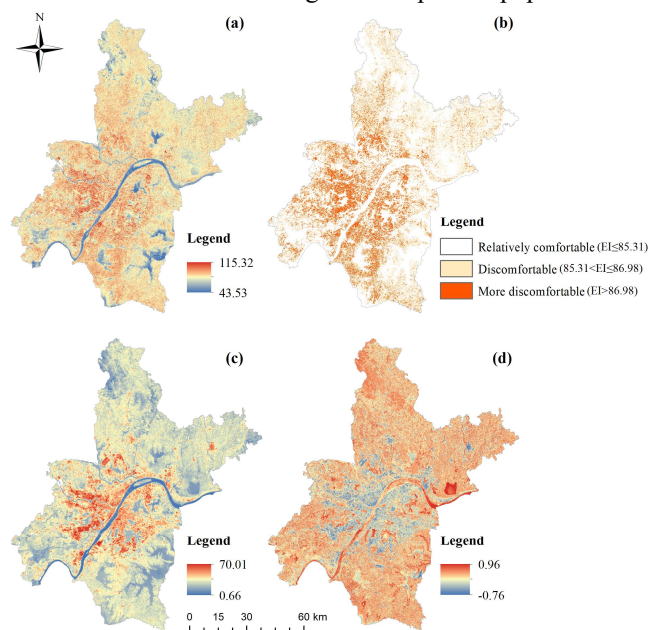 N
(a)
(b)
Legend
115.32
43.53
Legend
Relatively comfortable (EI≤85.31)
Discomfortable (85.31<EI≤86.98)
More discomfortable (EI>86.98)
(c)
(d)
Legend
70.01
0.66
Legend
0.96
-0.76
0 15 30 60 km